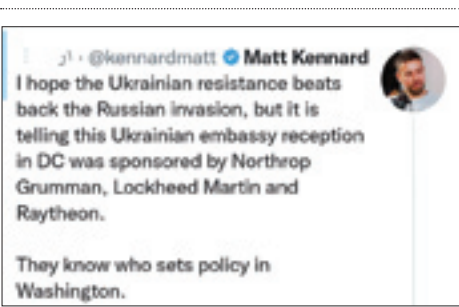 · @kennardmatt Matt Kennard
I hope the Ukrainian resistance beats
back the Russian invasion, but it is
telling this Ukrainian embassy reception
in DC was sponsored by Northrop
Grumman, Lockheed Martin and
Raytheon.
They know who sets policy in
Washington.